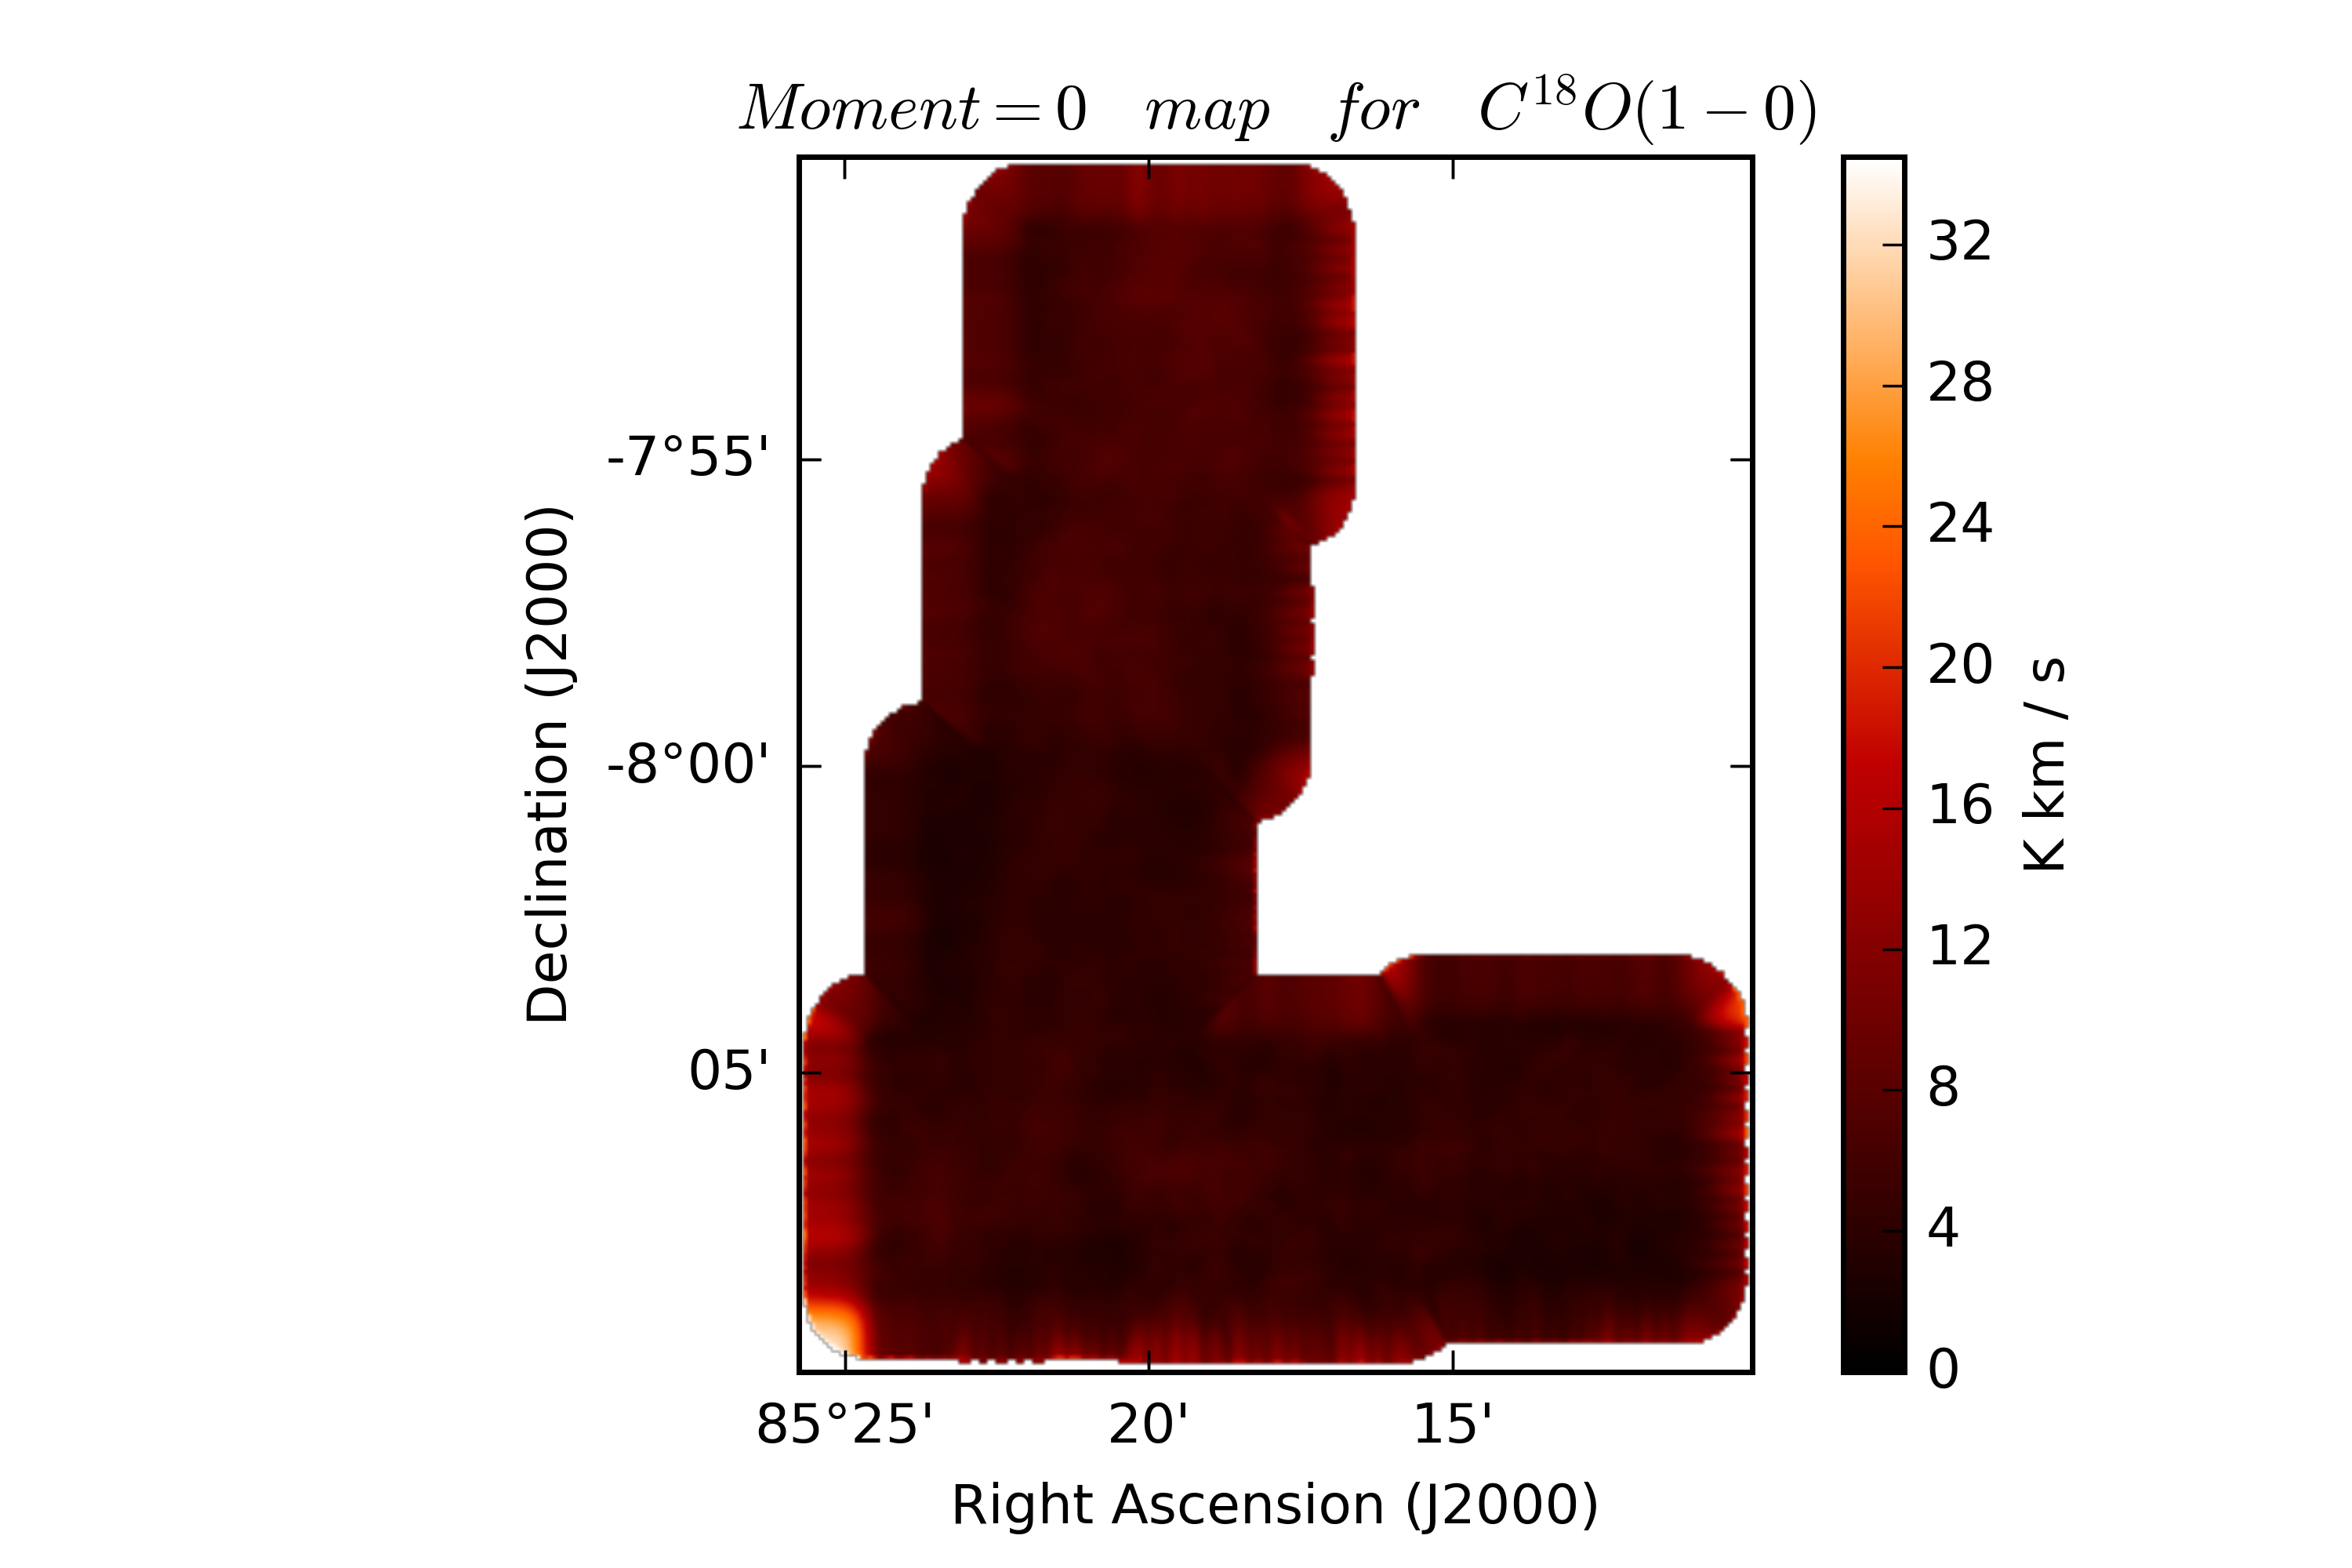 Moment = 0 map for C¹⁸O(1 − 0)
32
28
-7°55'
24
20
-8°00'
16
12
05'
8
4
0
85°25' 20' 15'
Right Ascension (J2000)
Declination (J2000)
K km / s